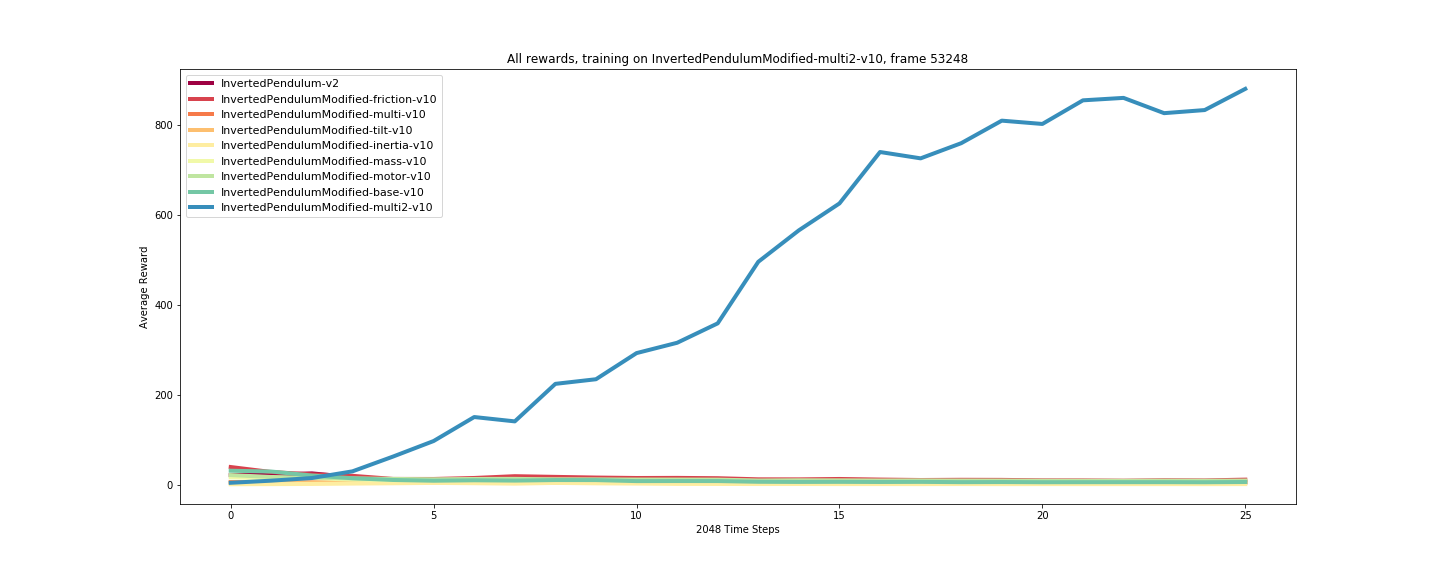 All rewards, training on InvertedPendulumModified-multi2-v10, frame 53248
InvertedPendulum-v2
InvertedPendulumModified-friction-v10
InvertedPendulumModified-multi-v10
InvertedPendulumModified-tilt-v10
InvertedPendulumModified-inertia-v10
InvertedPendulumModified-mass-v10
InvertedPendulumModified-motor-v10
InvertedPendulumModified-base-v10
InvertedPendulumModified-multi2-v10
Average Reward
800
600
400
200
0
0 5 10 15 20 25
2048 Time Steps